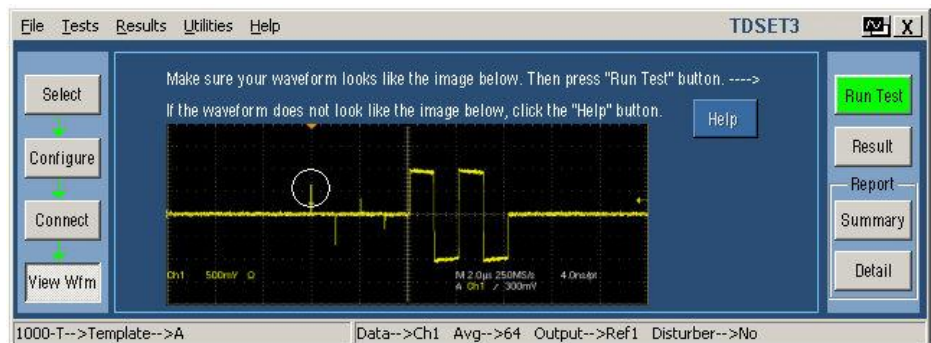 File Tests Results Utilities Help TDSET3 X
Make sure your waveform looks like the image below. Then press "Run Test" button. ---->
If the waveform does not look like the image below, click the "Help" button.
Help
Select
Configure
Connect
View Wfm
Ch1 500mV Ω M 2.0µs 250MS/s 4.0ns/pt
A Ch1 ⁄ 300mV
Run Test
Result
Report
Summary
Detail
1000-T-->Template-->A Data-->Ch1 Avg-->64 Output-->Ref1 Disturber-->No